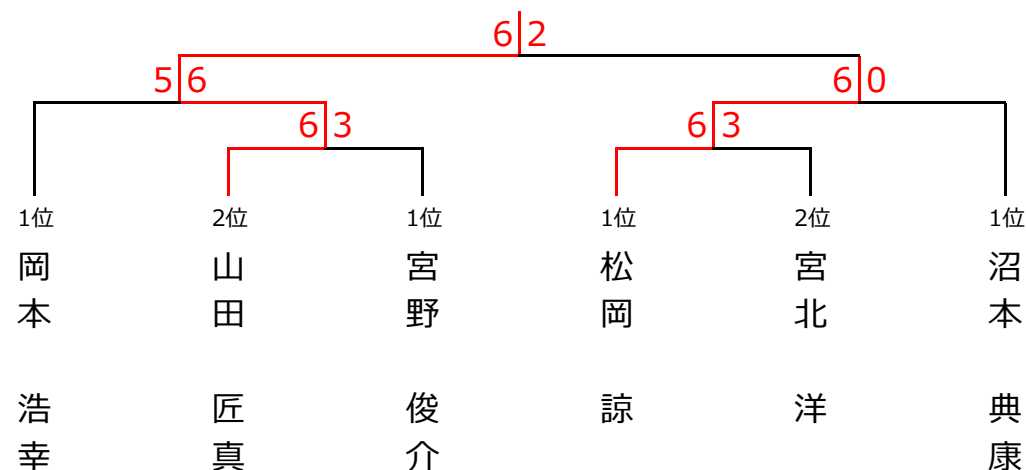 6 2
5 6
6 0
6 3
6 3
1位
2位
1位
1位
2位
1位
岡本 浩幸
山田 匠真
宮野 俊介
松岡 諒
宮北 洋
沼本 典康